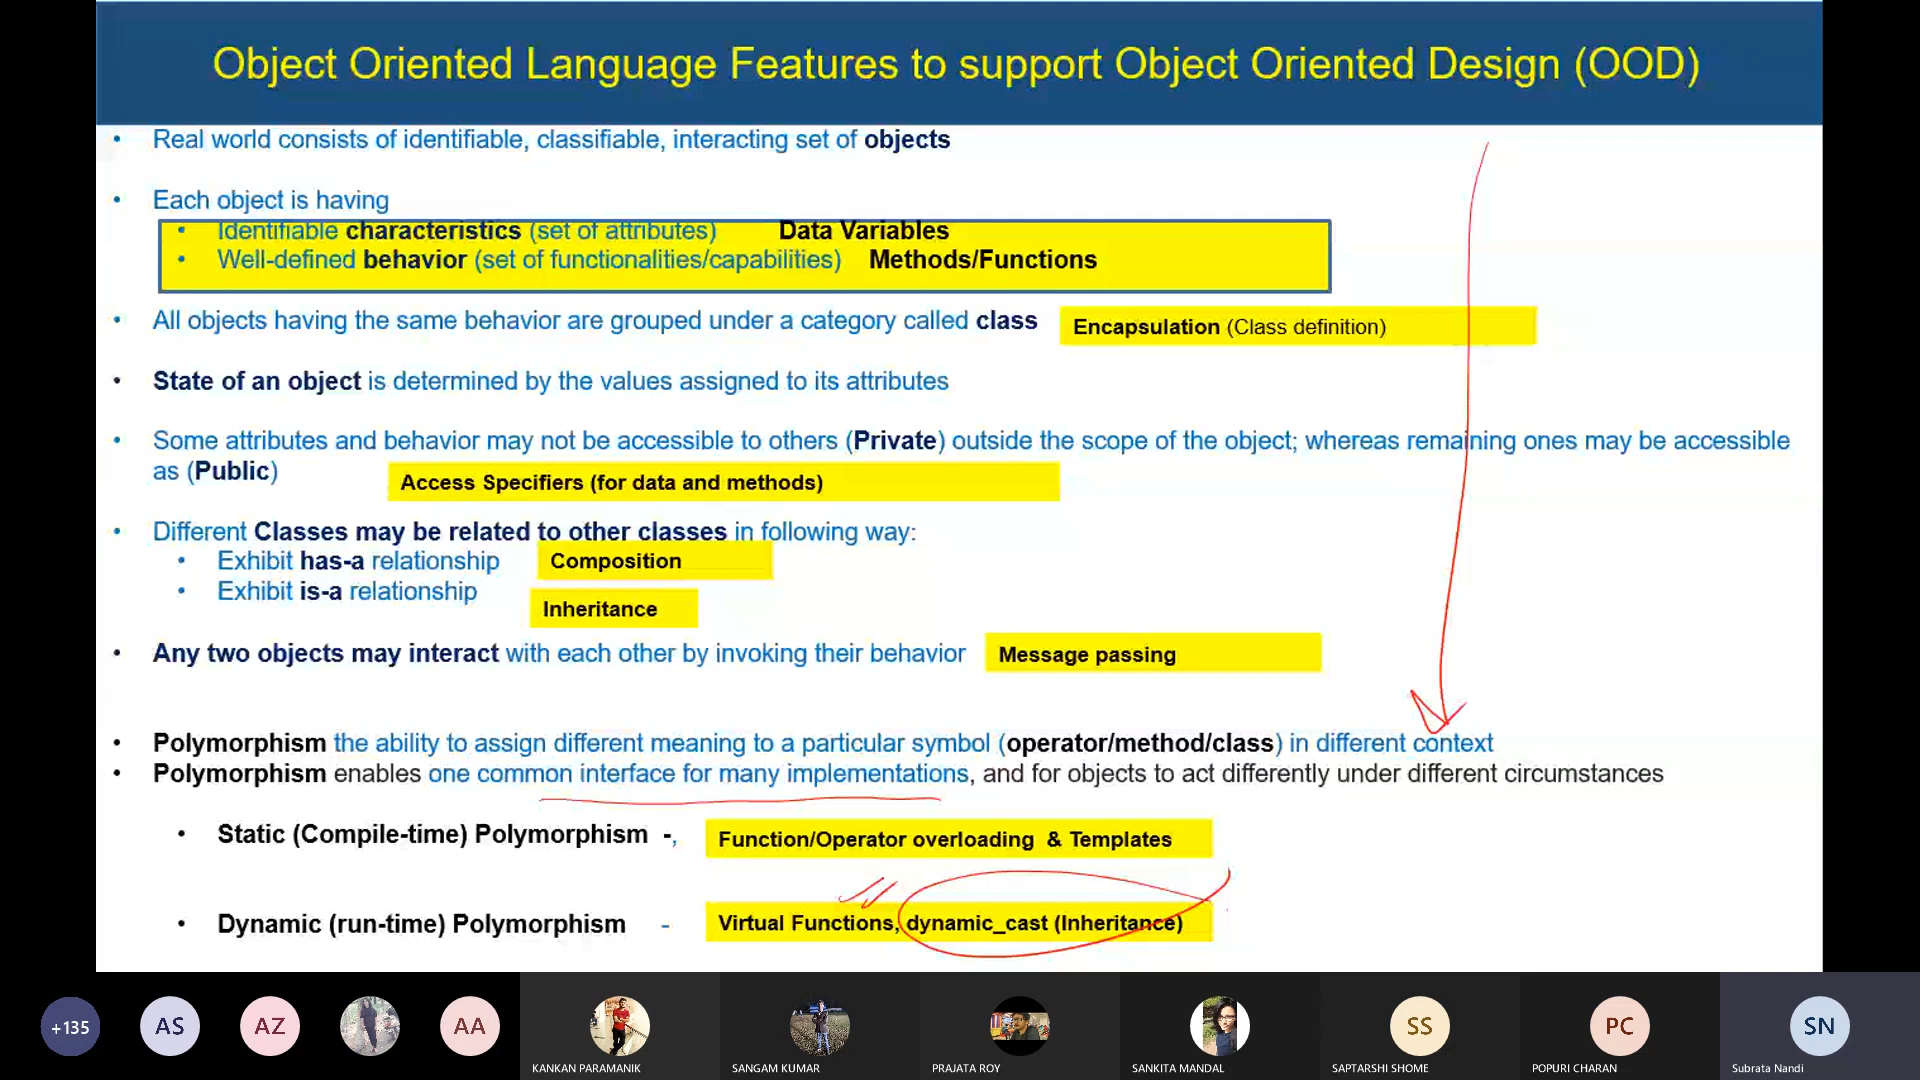 Object Oriented Language Features to support Object Oriented Design (OOD)
• Real world consists of identifiable, classifiable, interacting set of objects
• Each object is having
• Identifiable characteristics (set of attributes) Data Variables
• Well-defined behavior (set of functionalities/capabilities) Methods/Functions
• All objects having the same behavior are grouped under a category called class Encapsulation (Class definition)
• State of an object is determined by the values assigned to its attributes
• Some attributes and behavior may not be accessible to others (Private) outside the scope of the object; whereas remaining ones may be accessible
as (Public) Access Specifiers (for data and methods)
• Different Classes may be related to other classes in following way:
• Exhibit has-a relationship Composition
• Exhibit is-a relationship Inheritance
• Any two objects may interact with each other by invoking their behavior Message passing
• Polymorphism the ability to assign different meaning to a particular symbol (operator/method/class) in different context
• Polymorphism enables one common interface for many implementations, and for objects to act differently under different circumstances
• Static (Compile-time) Polymorphism -, Function/Operator overloading & Templates
• Dynamic (run-time) Polymorphism - Virtual Functions, dynamic_cast (Inheritance)
+135 AS AZ AA SS PC SN
KANKAN PARAMANIK SANGAM KUMAR PRAJATA ROY SANKITA MANDAL SAPTARSHI SHOME POPURI CHARAN Subrata Nandi